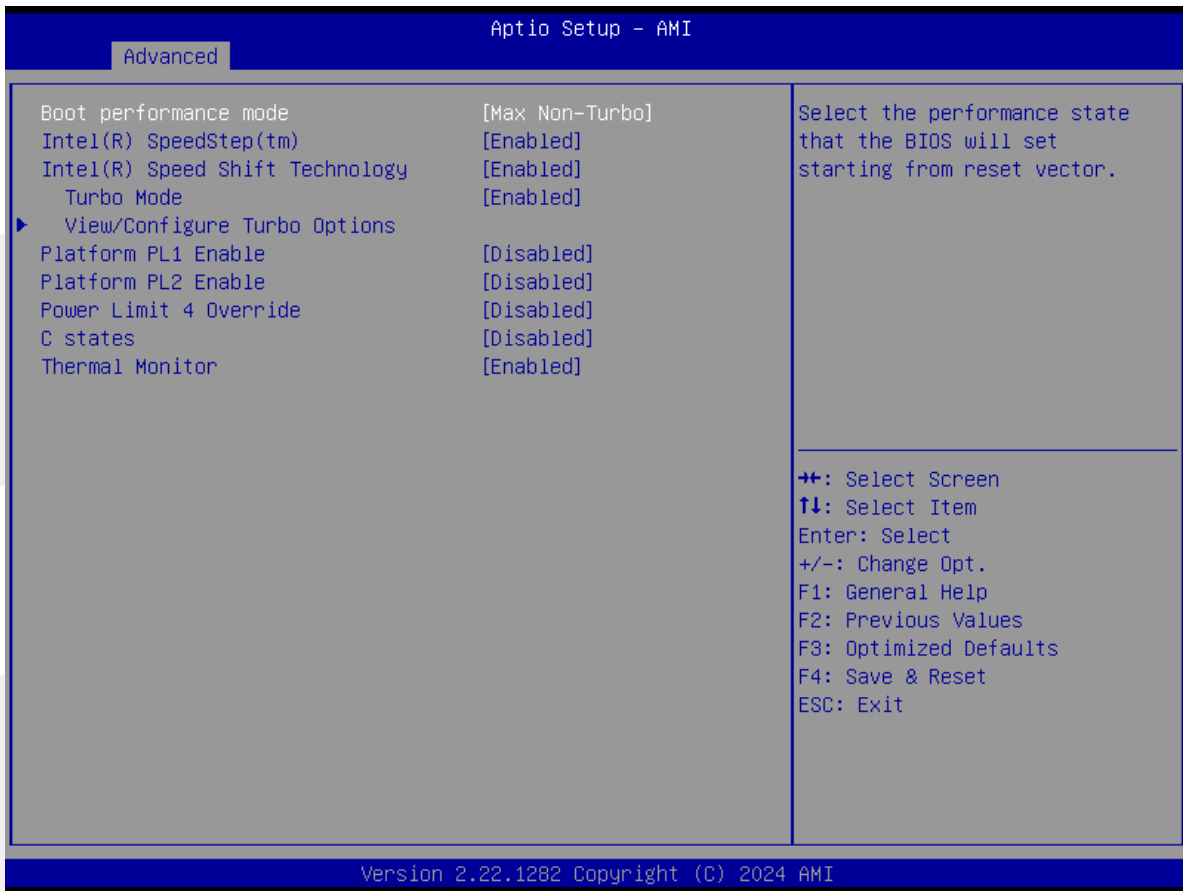 Aptio Setup – AMI
Advanced
Boot performance mode [Max Non-Turbo]
Intel(R) SpeedStep(tm) [Enabled]
Intel(R) Speed Shift Technology [Enabled]
Turbo Mode [Enabled]
▶ View/Configure Turbo Options
Platform PL1 Enable [Disabled]
Platform PL2 Enable [Disabled]
Power Limit 4 Override [Disabled]
C states [Disabled]
Thermal Monitor [Enabled]
Select the performance state
that the BIOS will set
starting from reset vector.
→←: Select Screen
↑↓: Select Item
Enter: Select
+/-: Change Opt.
F1: General Help
F2: Previous Values
F3: Optimized Defaults
F4: Save & Reset
ESC: Exit
Version 2.22.1282 Copyright (C) 2024 AMI